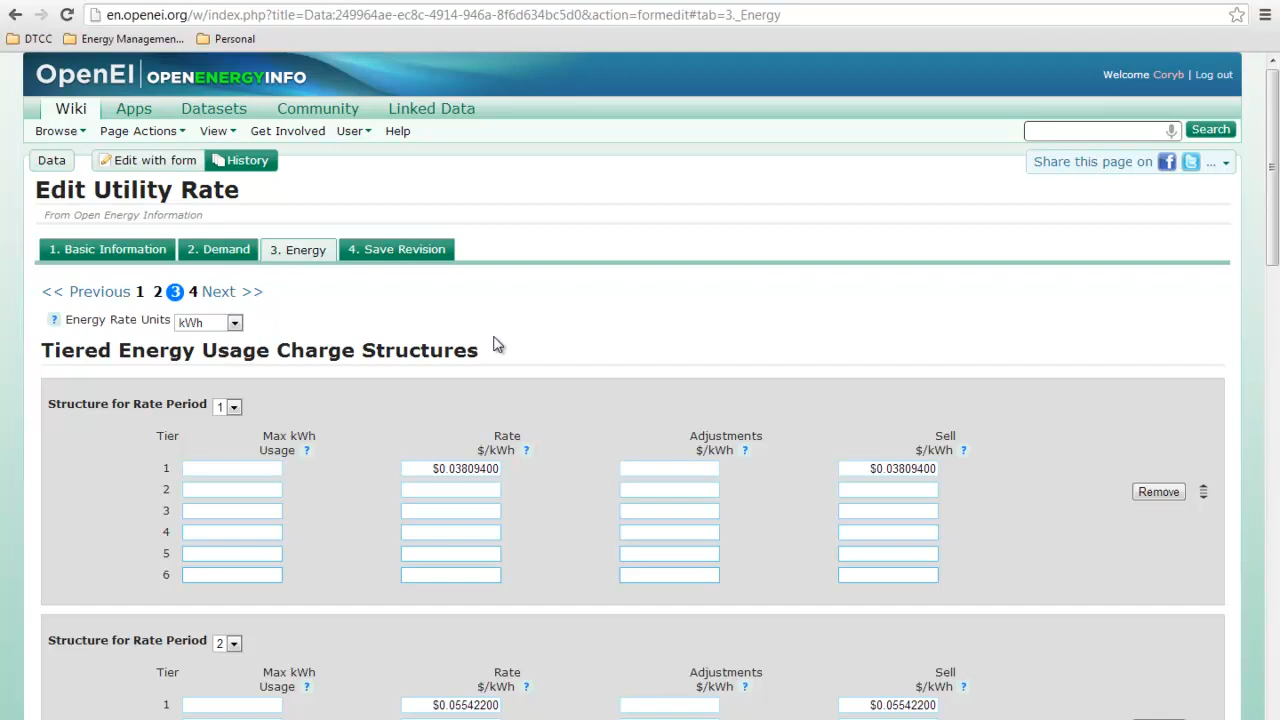 en.openei.org/w/index.php?title=Data:249964ae-ec8c-4914-946a-8f6d634bc5d0&action=formedit#tab=3._Energy
DTCC Energy Managemen... Personal
OpenEI OPENENERGYINFO Welcome Coryb | Log out
Wiki Apps Datasets Community Linked Data
Browse Page Actions View Get Involved User Help Search
Data Edit with form History Share this page on ...
Edit Utility Rate
From Open Energy Information
1. Basic Information 2. Demand 3. Energy 4. Save Revision
<< Previous 1 2 3 4 Next >>
? Energy Rate Units kWh
Tiered Energy Usage Charge Structures
Structure for Rate Period 1
Tier Max kWh Rate Adjustments Sell
Usage ? $/kWh ? $/kWh ? $/kWh ?
1 $0.03809400 $0.03809400
2 Remove
3
4
5
6
Structure for Rate Period 2
Tier Max kWh Rate Adjustments Sell
Usage ? $/kWh ? $/kWh ? $/kWh ?
1 $0.05542200 $0.05542200